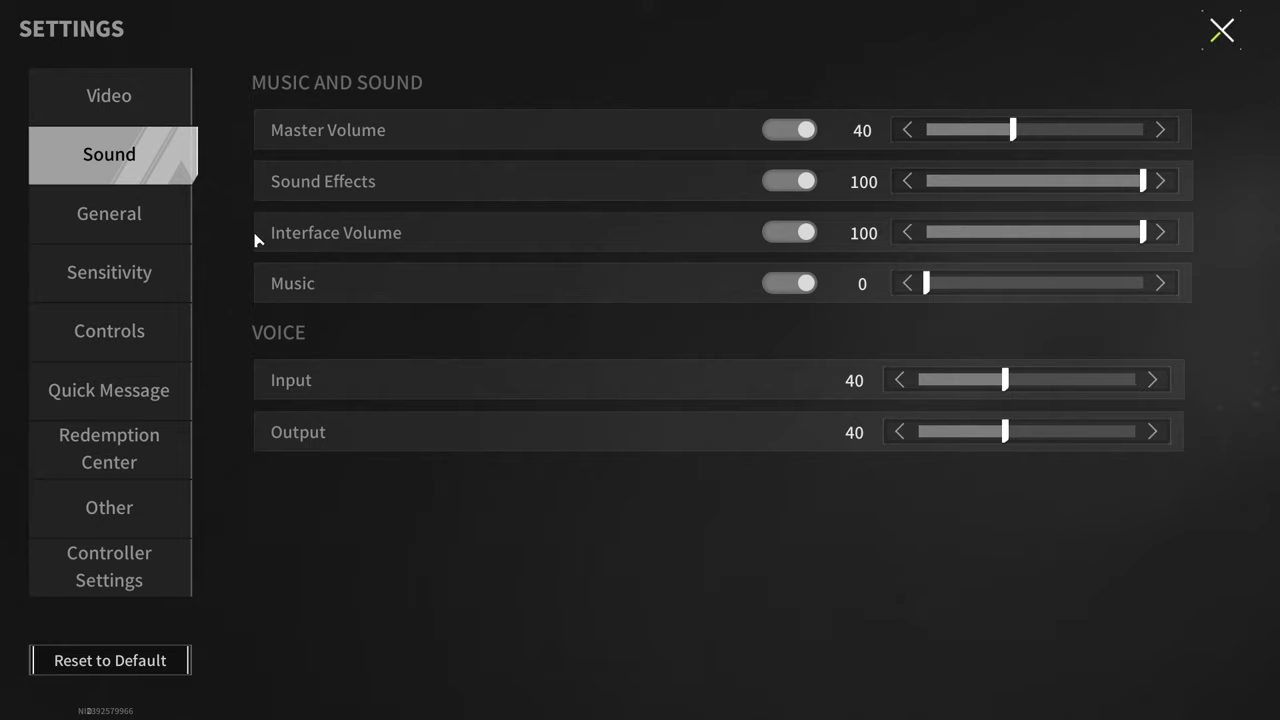 SETTINGS
Video
Sound
General
Sensitivity
Controls
Quick Message
Redemption
Center
Other
Controller
Settings
Reset to Default
MUSIC AND SOUND
Master Volume 40
Sound Effects 100
Interface Volume 100
Music 0
VOICE
Input 40
Output 40